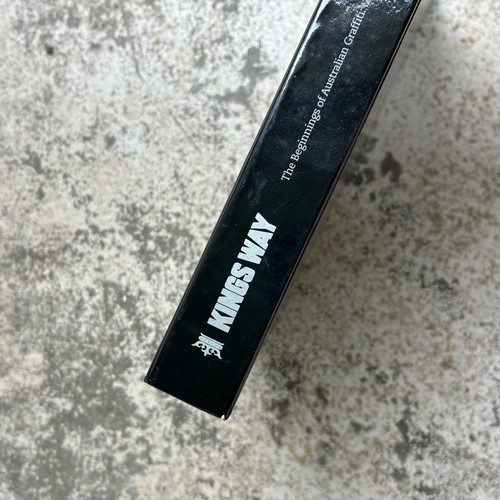 KINGS WAY
The Beginnings of Australian Graffiti: